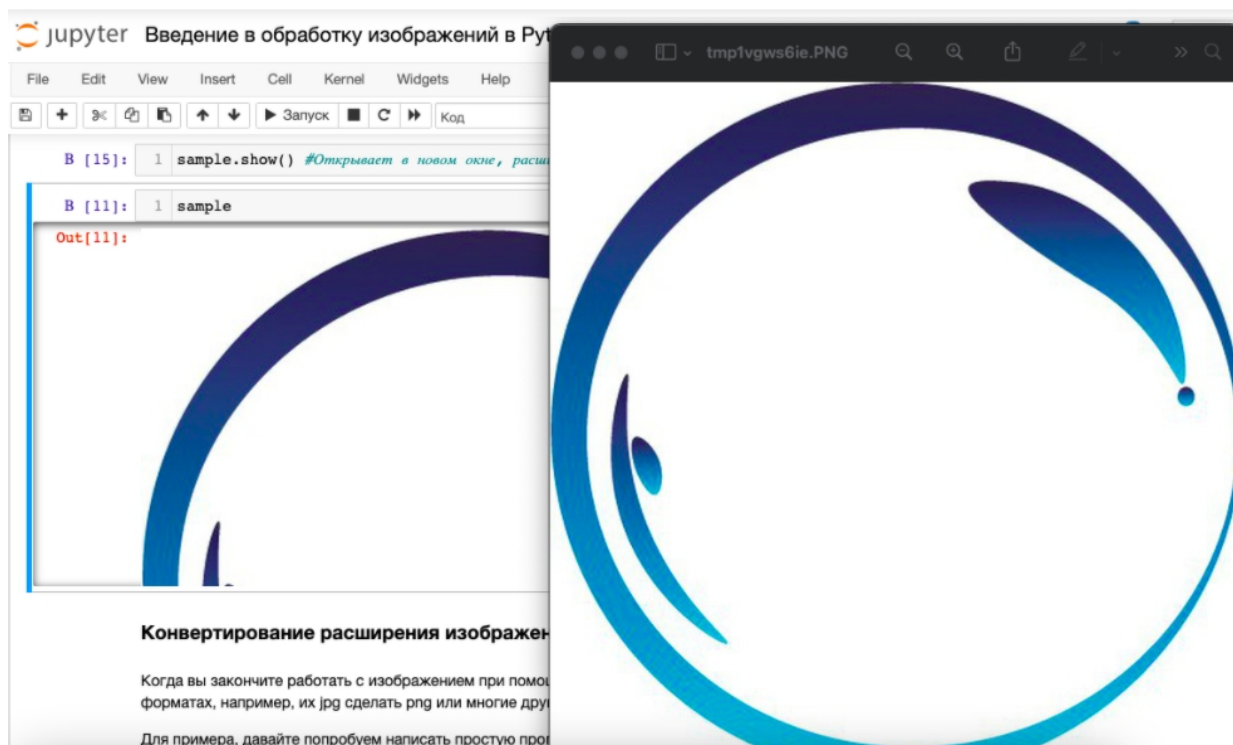 jupyter Введение в обработку изображений в Pyt
File Edit View Insert Cell Kernel Widgets Help
Запуск Код
В [15]: 1 sample.show() #Открывает в новом окне, расши
В [11]: 1 sample
Out[11]:
Конвертирование расширения изображен
Когда вы закончите работать с изображением при помощ
форматах, например, их jpg сделать png или многие дру
Для примера, давайте попробуем написать простую про
tmp1vgws6ie.PNG